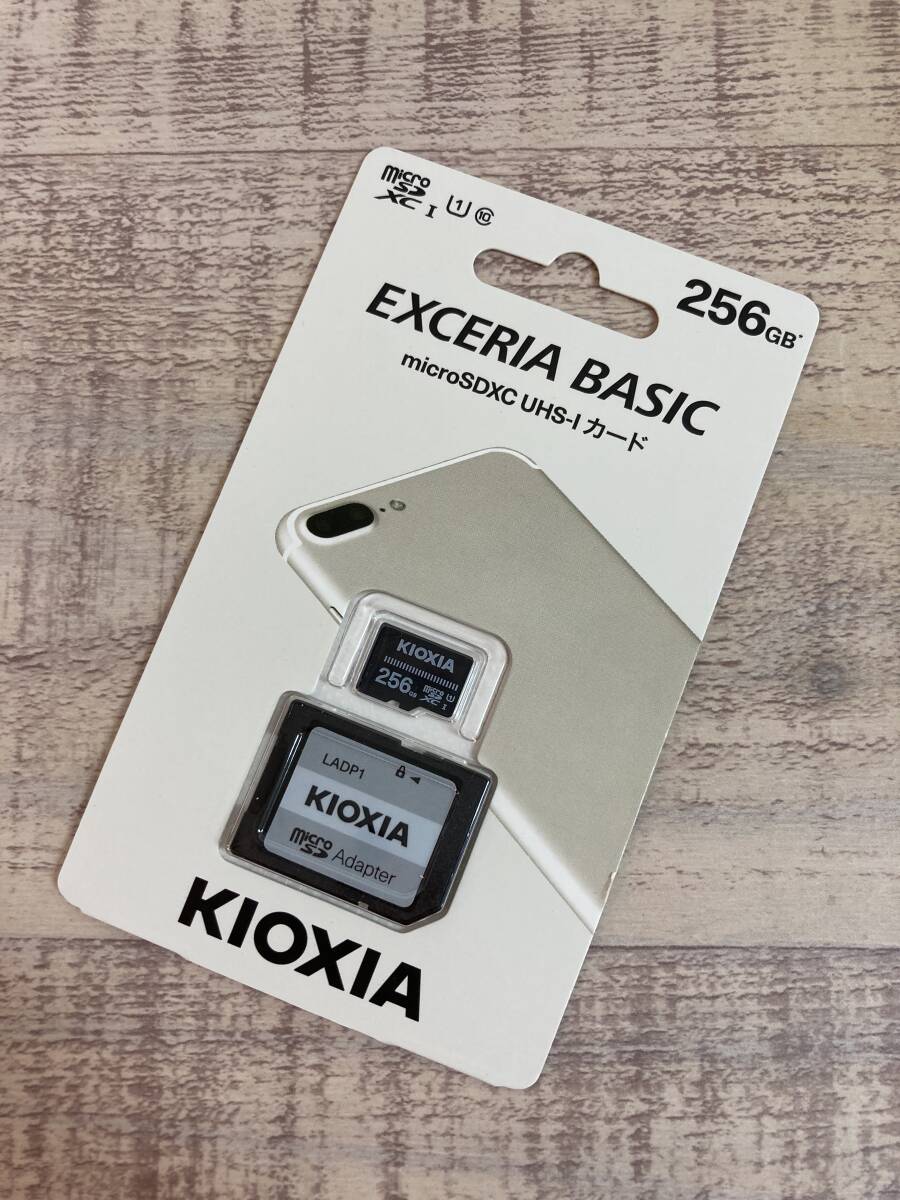 micro
SD
XC I U1 10
256GB*
EXCERIA BASIC
microSDXC UHS-I カード
KIOXIA
256GB micro SD XC I U1
LADP1
KIOXIA
micro SD Adapter
KIOXIA